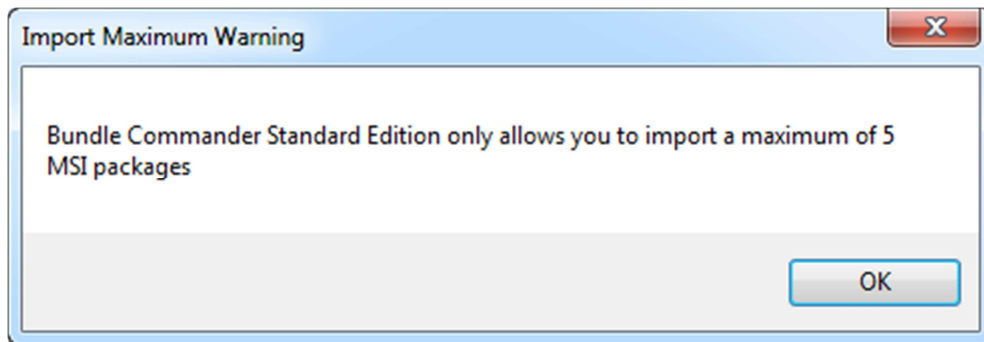 Import Maximum Warning
Bundle Commander Standard Edition only allows you to import a maximum of 5
MSI packages
OK